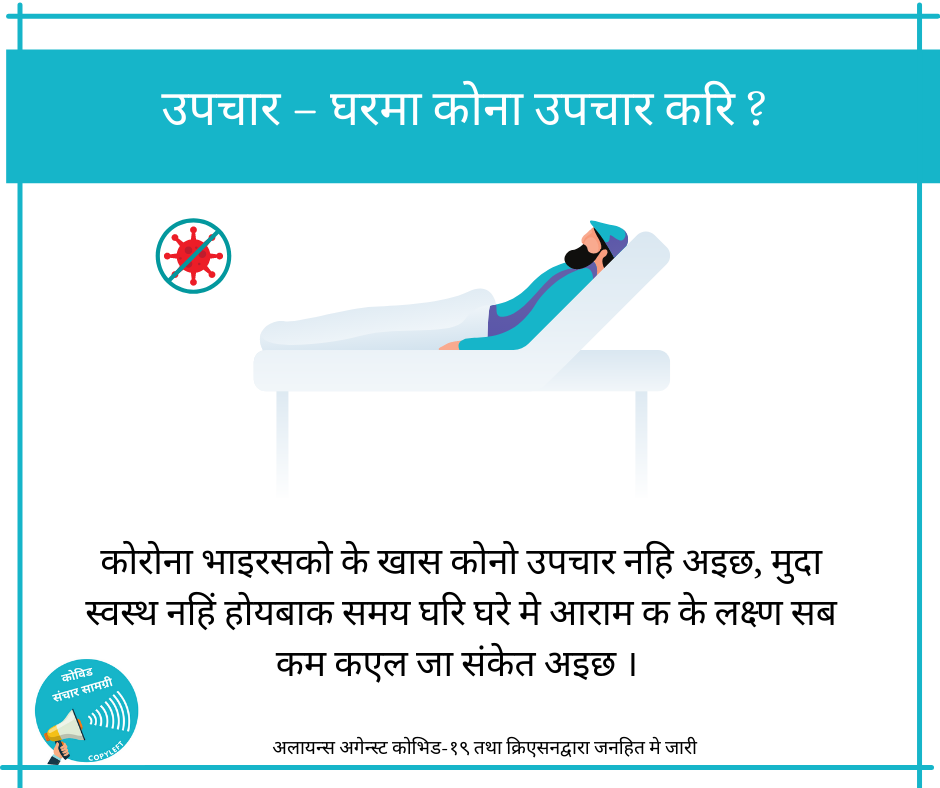 उपचार – घरमा कोना उपचार करि ?
कोरोना भाइरसको के खास कोनो उपचार नहि अइछ, मुदा
स्वस्थ नहिं होयबाक समय घरि घरे मे आराम क के लक्ष्ण सब
कम कएल जा संकेत अइछ ।
कोविड
संचार सामग्री
COPYLEFT
अलायन्स अगेन्स्ट कोभिड-१९ तथा क्रिएसनद्वारा जनहित मे जारी